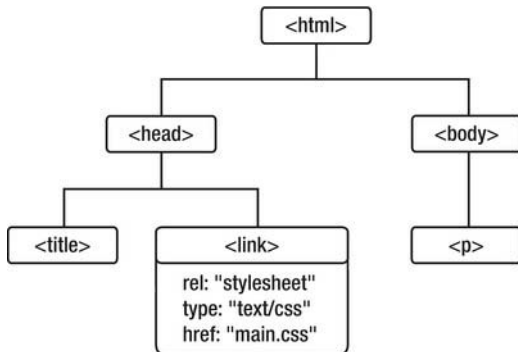 <html>
<head>
<body>
<title>
<link>
<p>
rel: "stylesheet"
type: "text/css"
href: "main.css"